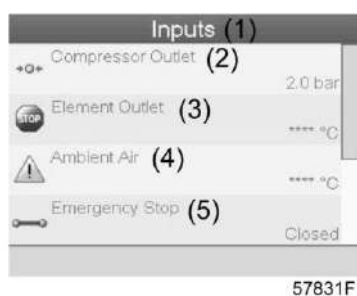 Inputs (1)
Compressor Outlet (2)
2.0 bar
STOP
Element Outlet (3)
**** °C
Ambient Air (4)
**** °C
Emergency Stop (5)
Closed
57831F